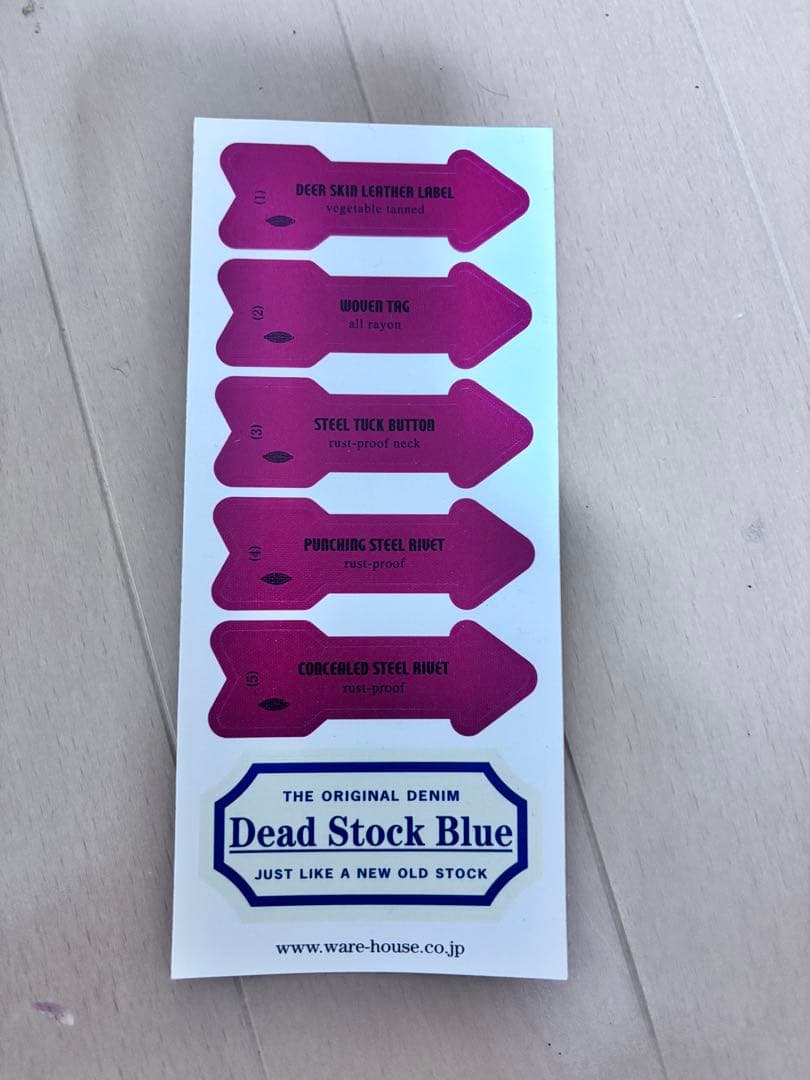 (1)
DEER SKIN LEATHER LABEL
vegetable tanned
(2)
WOVEN TAG
all rayon
(3)
STEEL TUCK BUTTON
rust-proof neck
(4)
PUNCHING STEEL RIVET
rust-proof
(5)
CONCEALED STEEL RIVET
rust-proof
THE ORIGINAL DENIM
Dead Stock Blue
JUST LIKE A NEW OLD STOCK
www.ware-house.co.jp